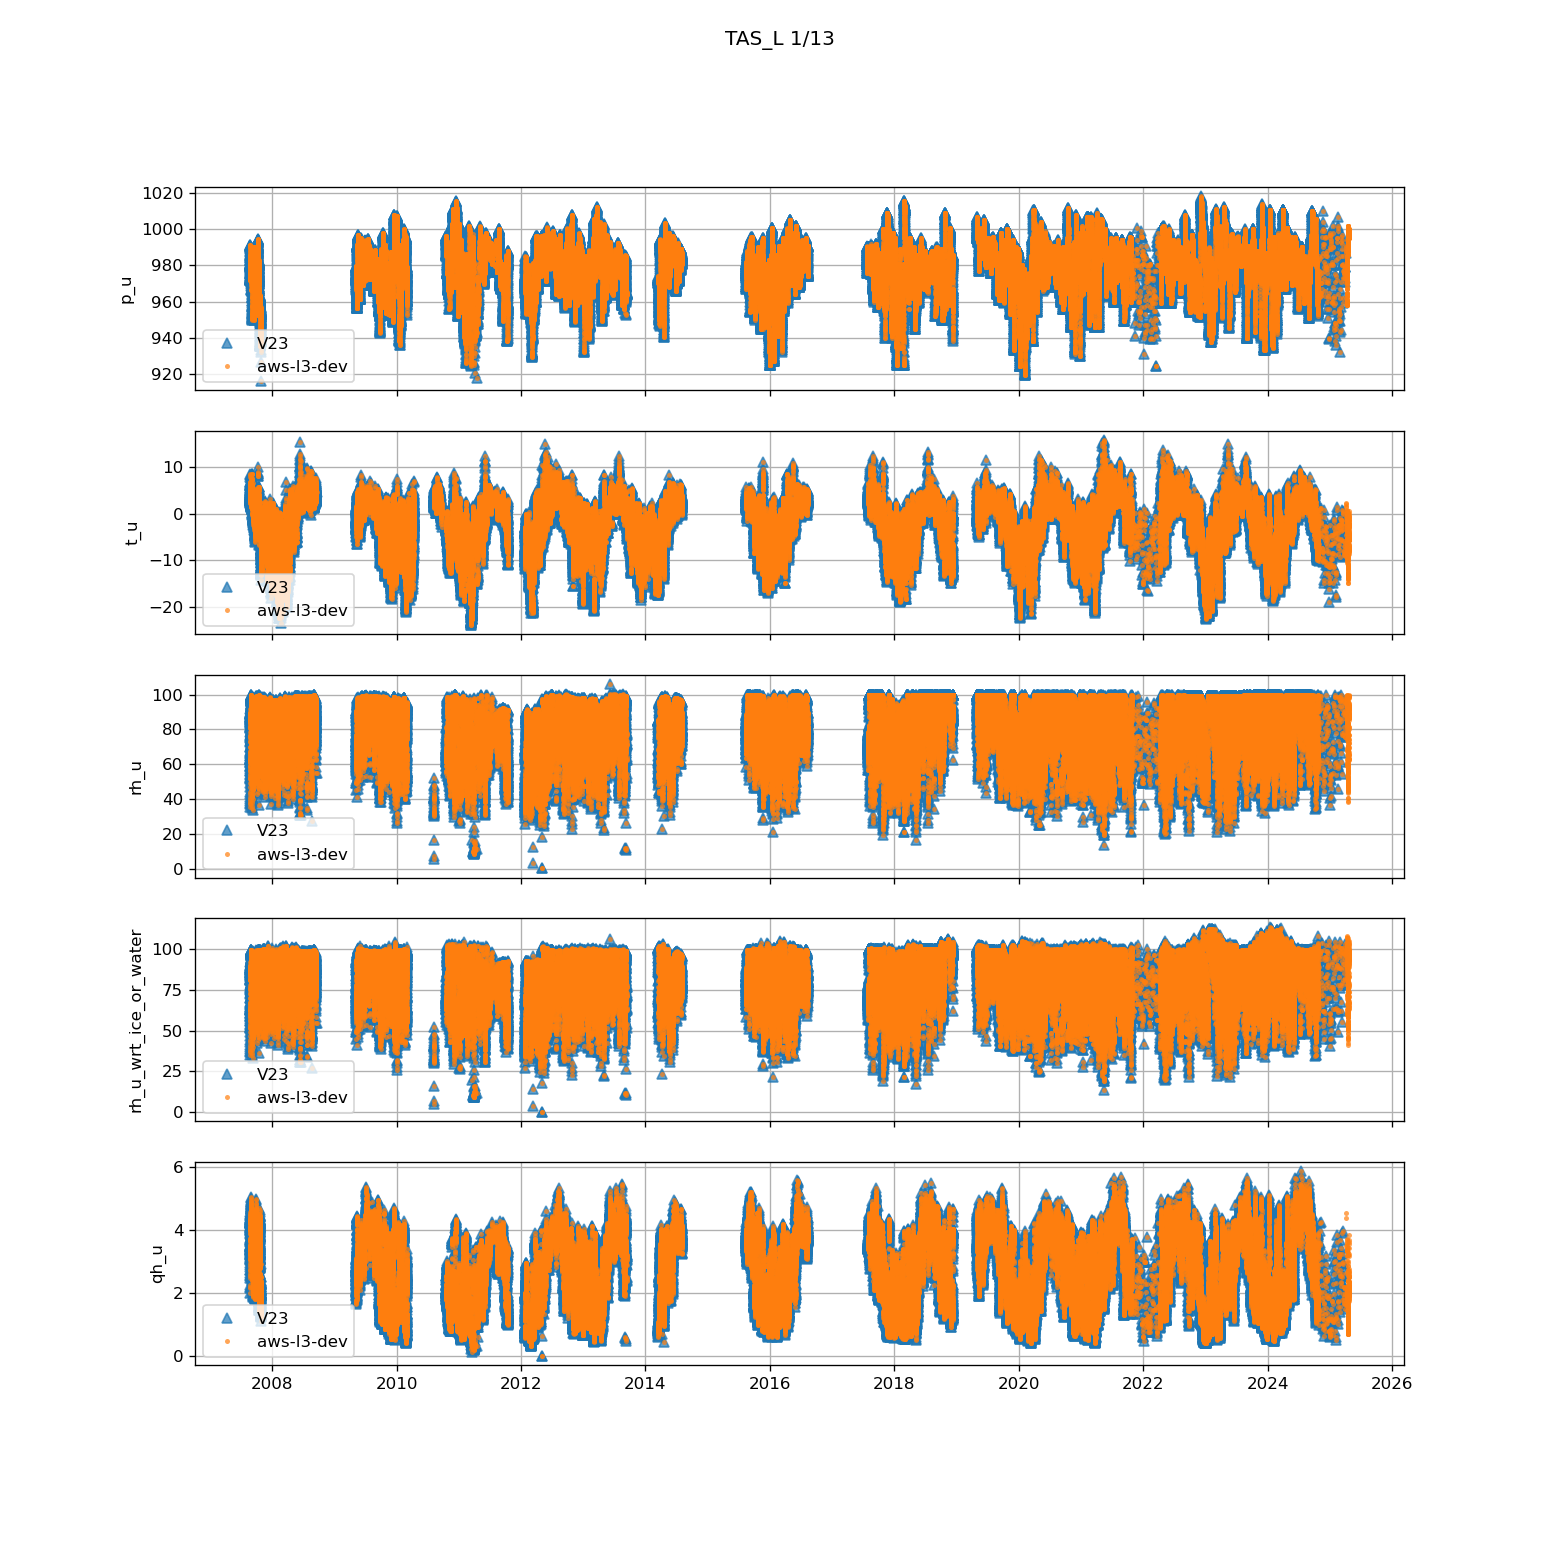 TAS_L 1/13
1020
1000
980
960
940
920
p_u
V23
aws-l3-dev
10
0
−10
−20
t_u
V23
aws-l3-dev
100
80
60
40
20
0
rh_u
V23
aws-l3-dev
100
75
50
25
0
rh_u_wrt_ice_or_water
V23
aws-l3-dev
6
4
2
0
qh_u
V23
aws-l3-dev
2008 2010 2012 2014 2016 2018 2020 2022 2024 2026